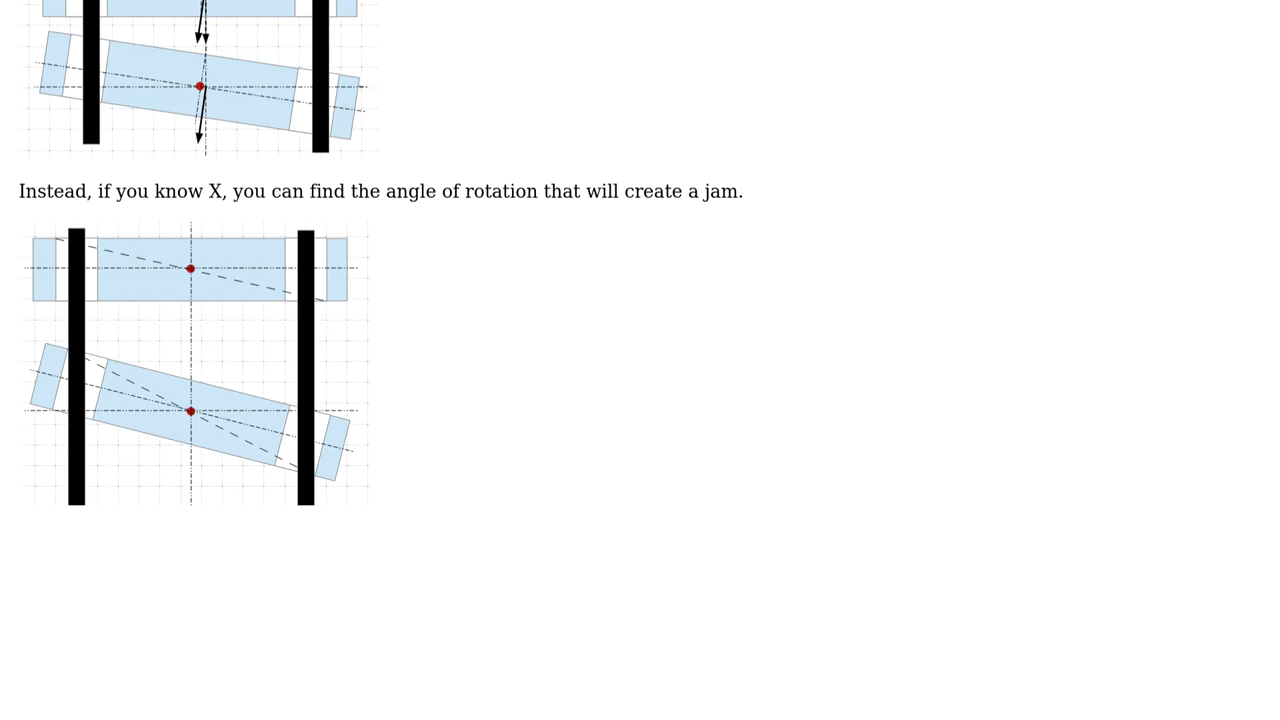 Instead, if you know X, you can find the angle of rotation that will create a jam.